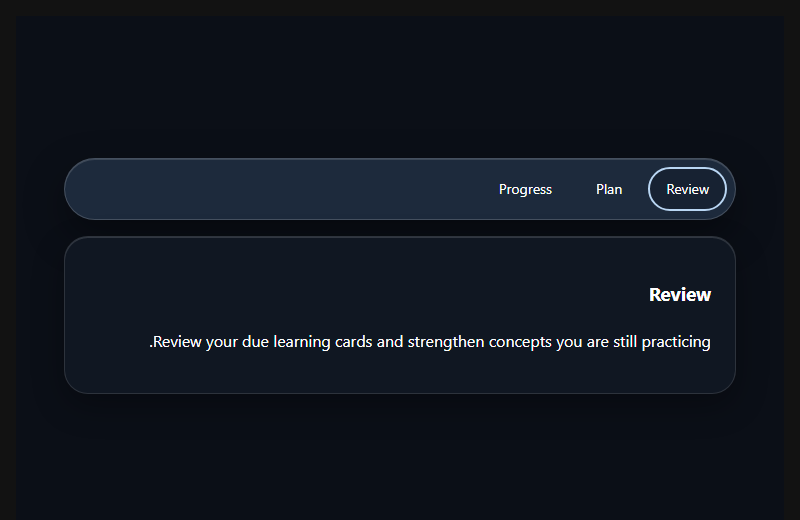 Review
Plan
Progress
Review
.Review your due learning cards and strengthen concepts you are still practicing